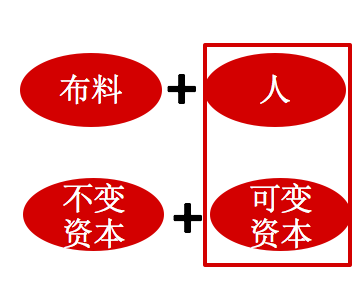 布料 + 人
不变 + 可变
资本 资本